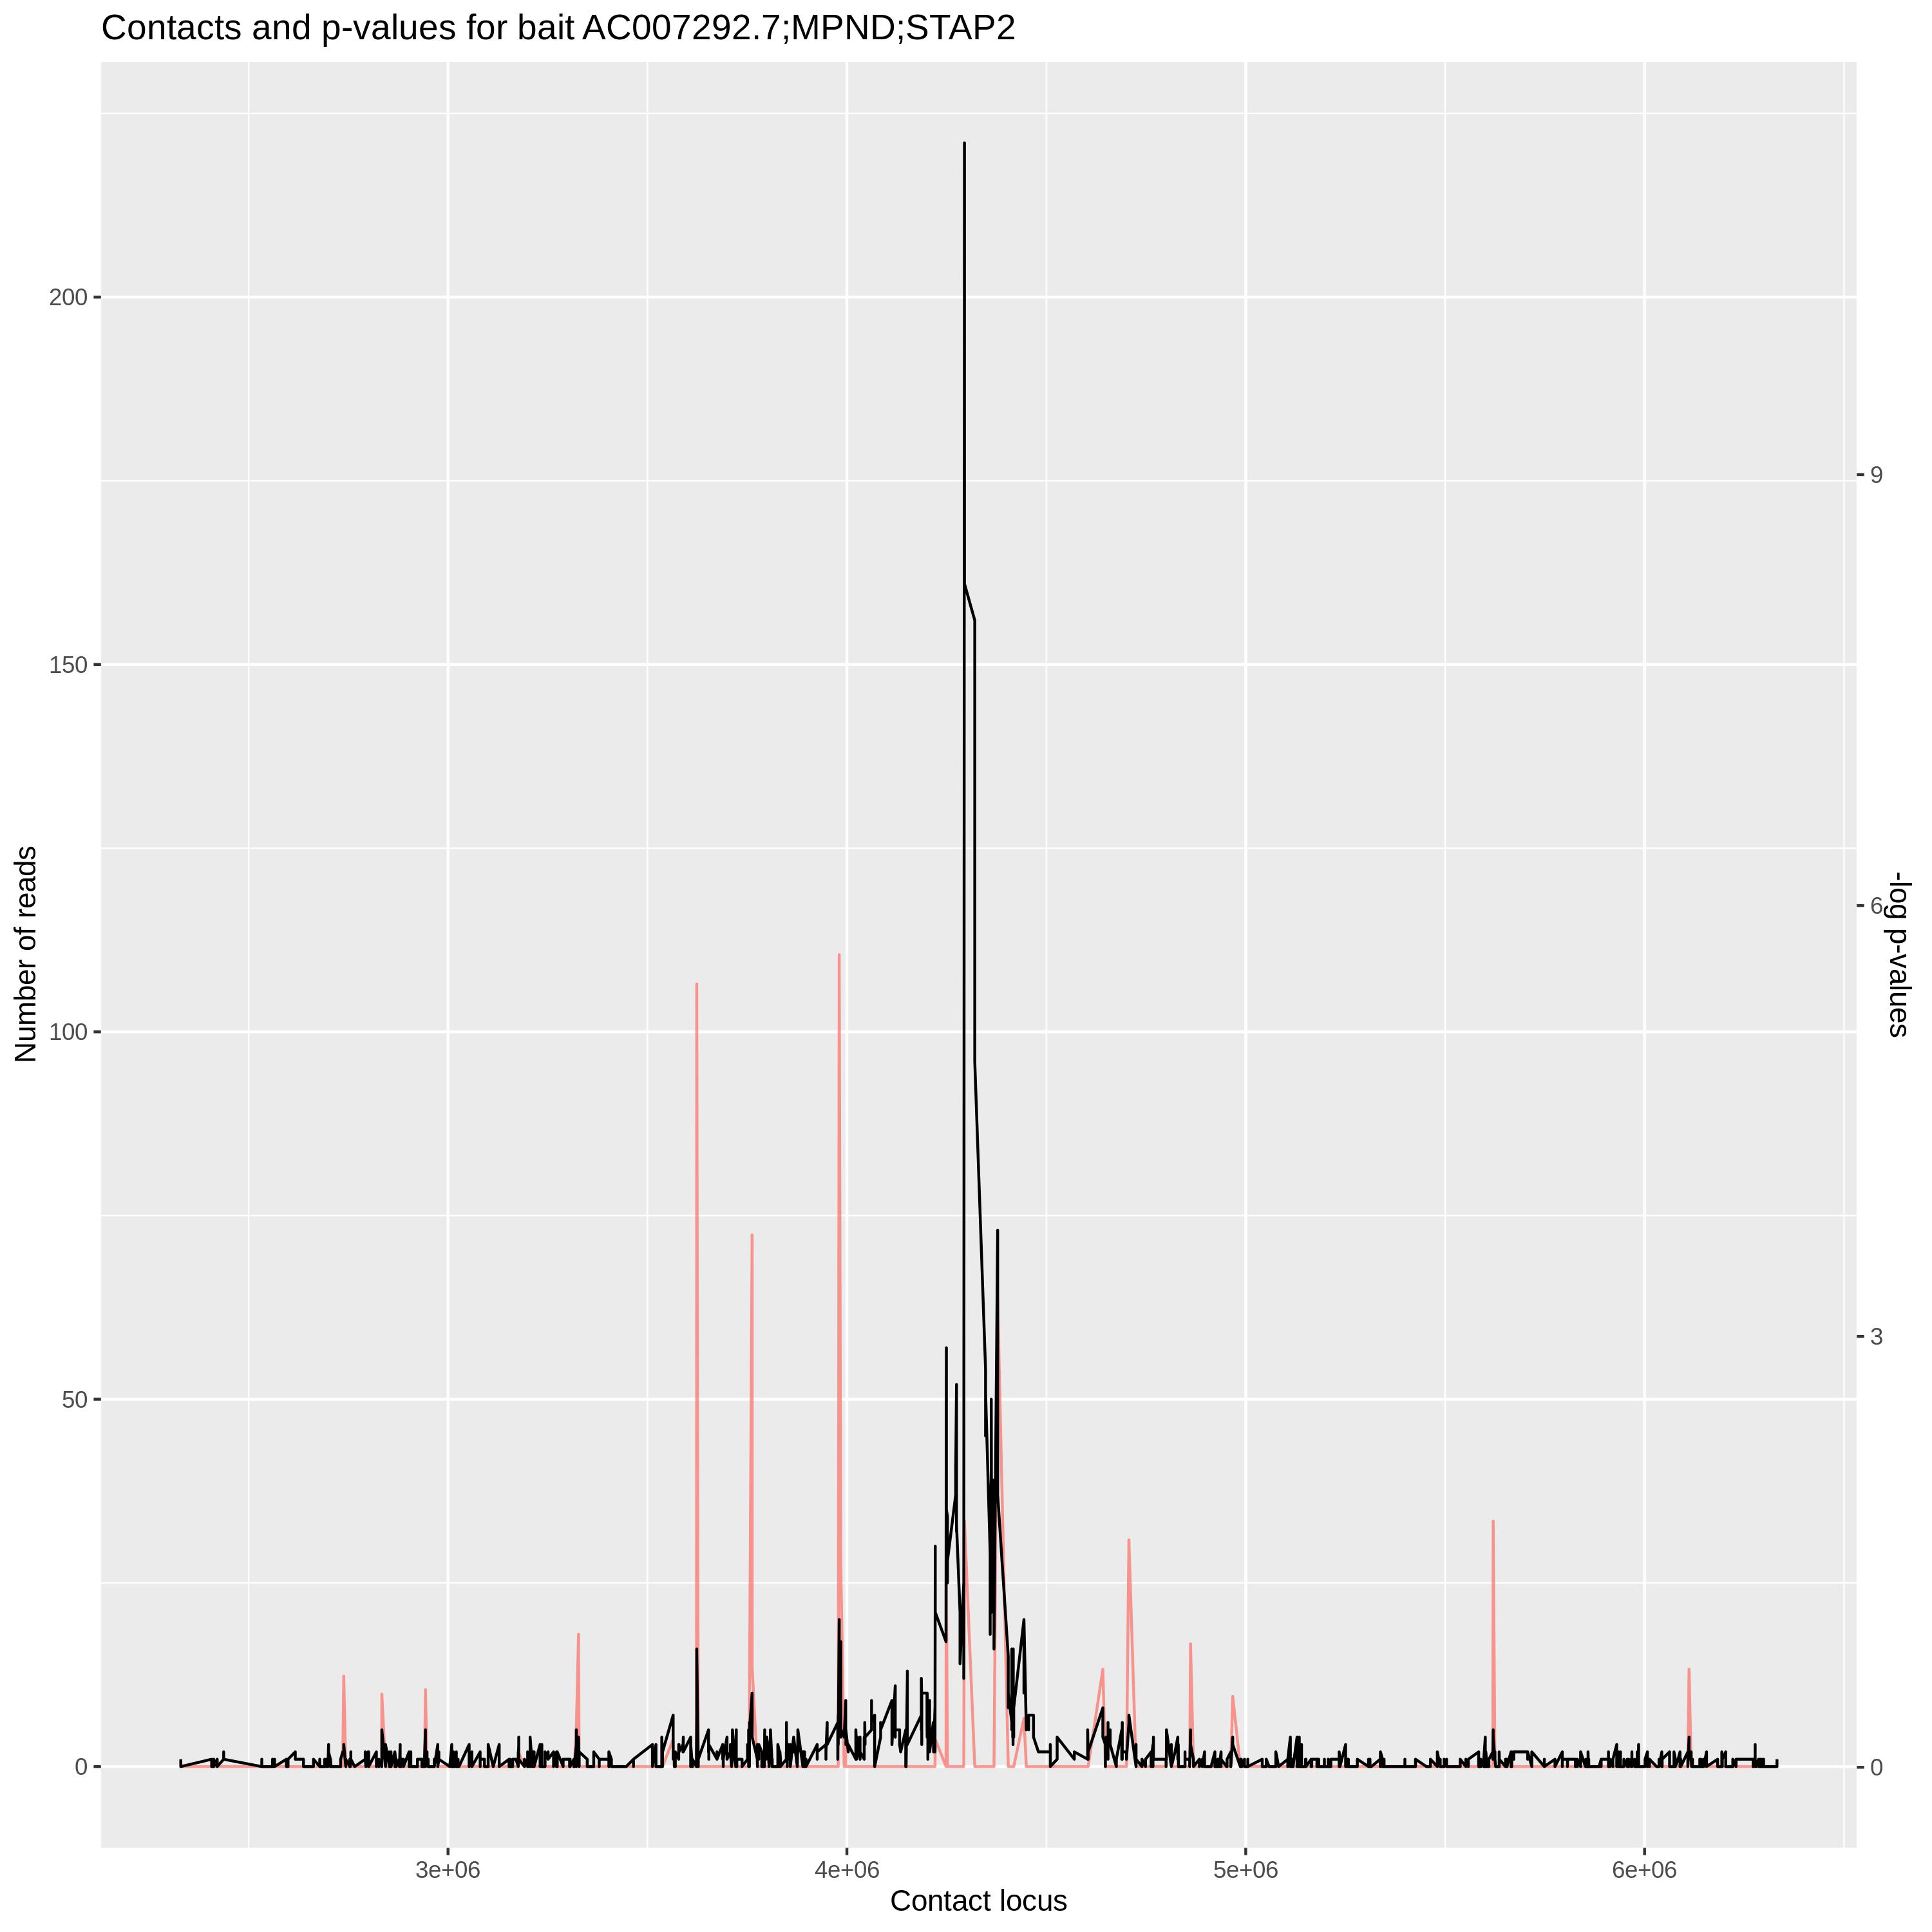 Contacts and p-values for bait AC007292.7;MPND;STAP2
Number of reads
200
150
100
50
0
9
6
3
0
-log p-values
3e+06 4e+06 5e+06 6e+06
Contact locus